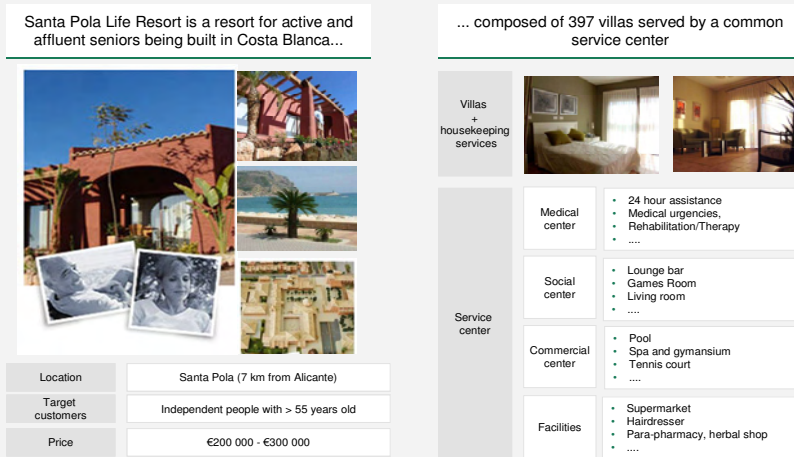 Santa Pola Life Resort is a resort for active and
affluent seniors being built in Costa Blanca...
Location
Santa Pola (7 km from Alicante)
Target
customers
Independent people with > 55 years old
Price
€200 000 - €300 000
... composed of 397 villas served by a common
service center
Villas
+
housekeeping
services
Service
center
Medical
center
• 24 hour assistance
• Medical urgencies,
• Rehabilitation/Therapy
• ....
Social
center
• Lounge bar
• Games Room
• Living room
• ....
Commercial
center
• Pool
• Spa and gymansium
• Tennis court
• ....
Facilities
• Supermarket
• Hairdresser
• Para-pharmacy, herbal shop
• ....